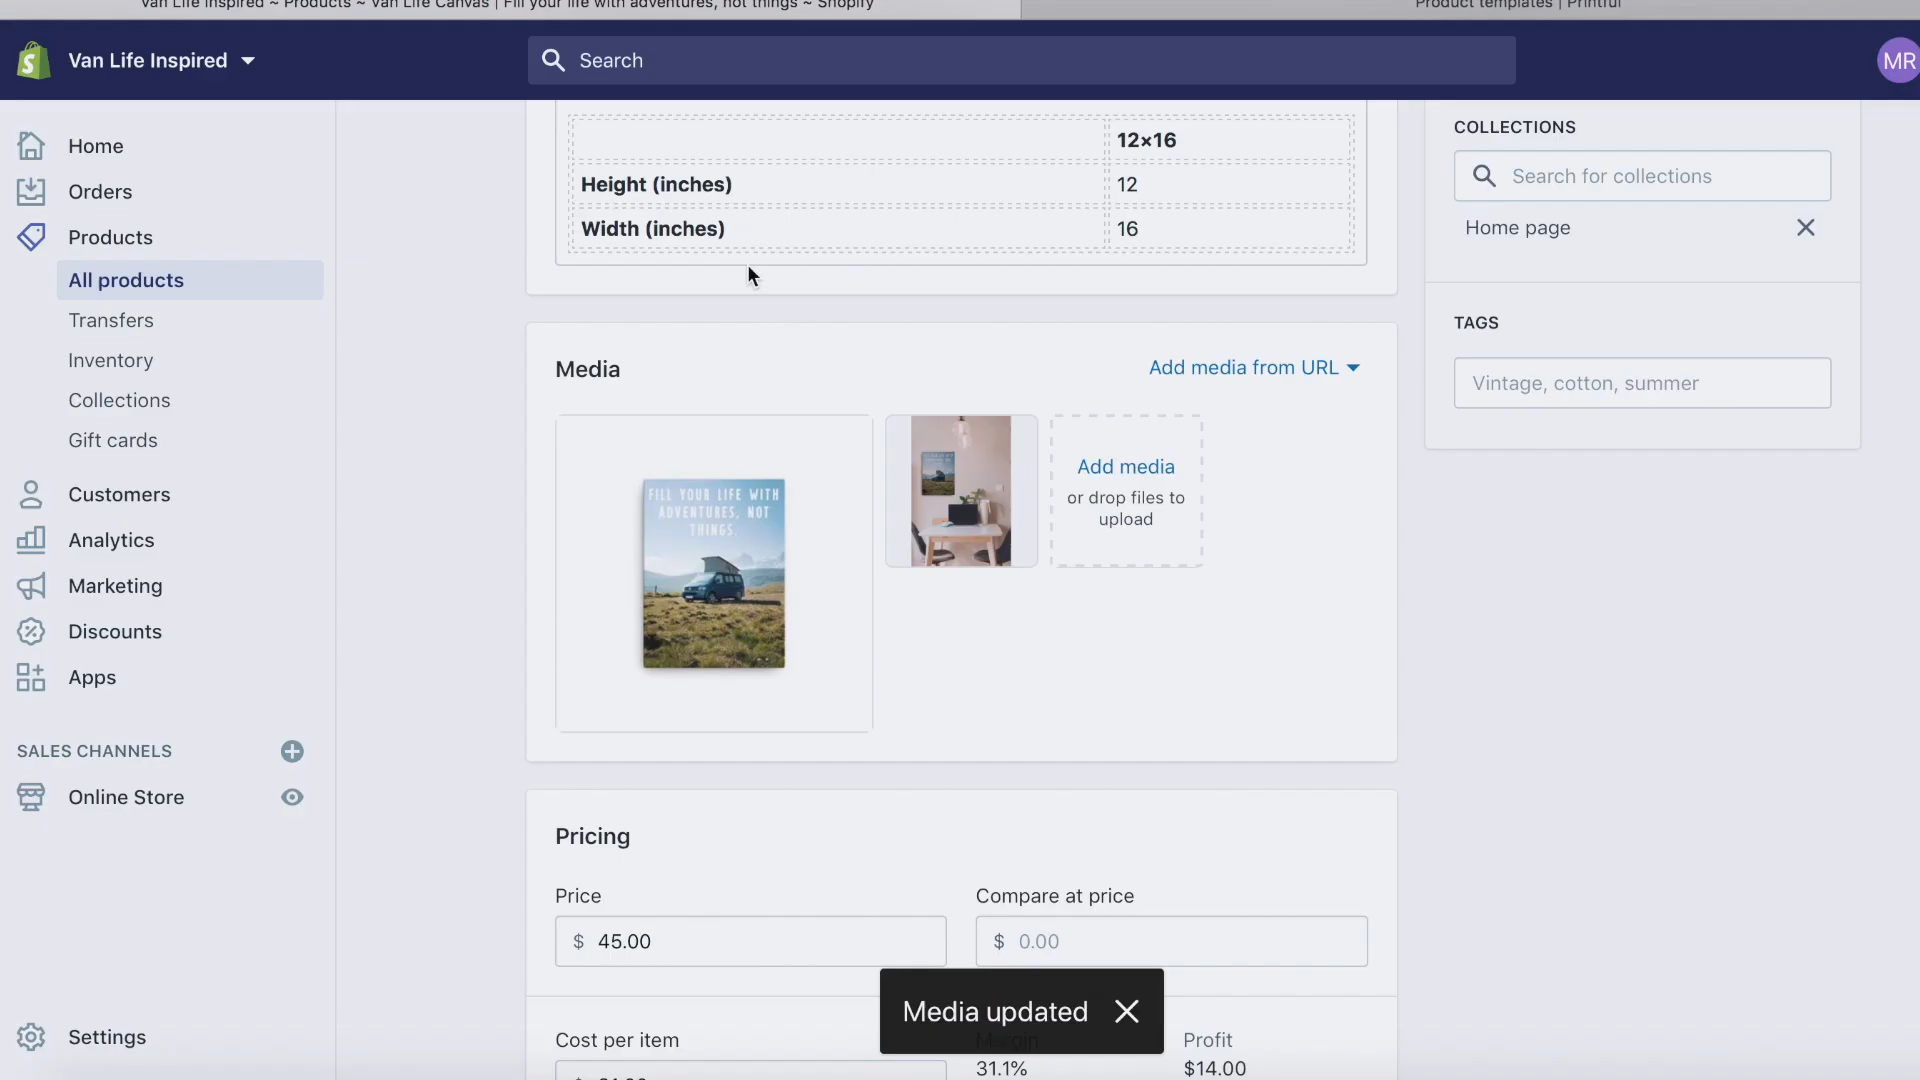 Van Life Inspired ~ Products ~ Van Life Canvas | Fill your life with adventures, not things ~ Shopify
Product templates | Printful
Van Life Inspired
Search
MR
Home
Orders
Products
All products
Transfers
Inventory
Collections
Gift cards
Customers
Analytics
Marketing
Discounts
Apps
SALES CHANNELS
Online Store
Settings
12×16
Height (inches) 12
Width (inches) 16
Media
Add media from URL
FILL YOUR LIFE WITH
ADVENTURES, NOT
THINGS.
Add media
or drop files to
upload
Pricing
Price
Compare at price
$ 45.00
$ 0.00
Cost per item
Margin
Profit
31.1%
$14.00
Media updated
COLLECTIONS
Search for collections
Home page
TAGS
Vintage, cotton, summer